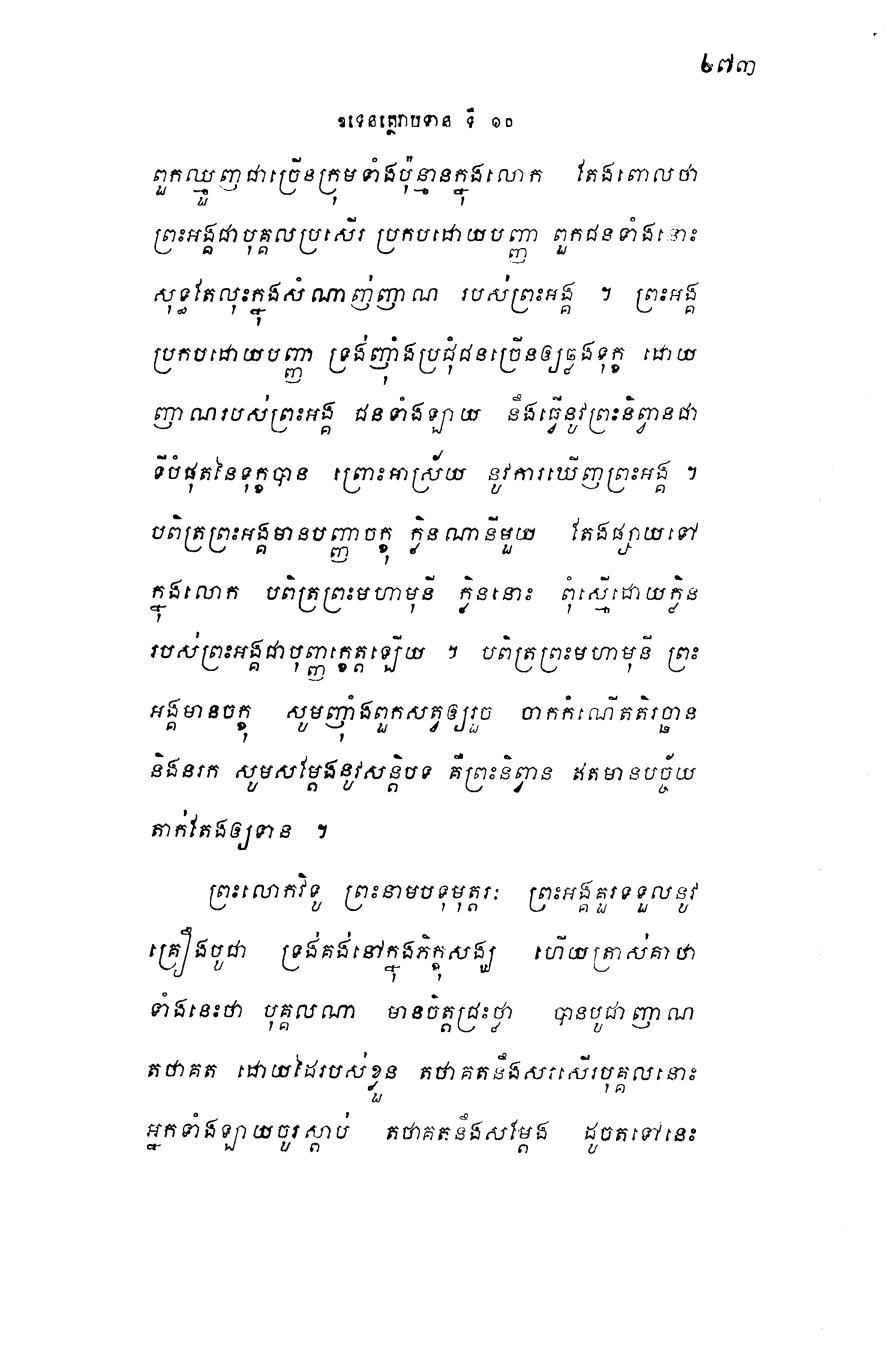 ២៧៣
ឧទេនត្ថេរាបទាន ទី ១០
ពួកឈ្មួញជាច្រើនក្រុមទាំងប៉ុន្មានក្នុងលោក តែងពោលថា
ព្រះអង្គជាបុគ្គលប្រសើរ ប្រកបដោយបញ្ញា ពួកជនទាំងនោះ
សុទ្ធតែលុះក្នុងសំណាញ់ញាណ របស់ព្រះអង្គ ។ ព្រះអង្គ
ប្រកបដោយបញ្ញា ទ្រង់ញ៉ាំងប្រជុំជនច្រើនឲ្យឆ្លងទុក្ខ ដោយ
ញាណរបស់ព្រះអង្គ ជនទាំងឡាយ នឹងធ្វើនូវព្រះនិព្វានជា
ទីបំផុតនៃទុក្ខបាន ព្រោះអាស្រ័យ នូវការឃើញព្រះអង្គ ។
បពិត្រព្រះអង្គមានបញ្ញាចក្ខុ ក្លិនណានីមួយ តែងផ្សាយទៅ
ក្នុងលោក បពិត្រព្រះមហាមុនី ក្លិននោះ ពុំស្មើដោយក្លិន
របស់ព្រះអង្គជាបុញ្ញក្ខេត្តឡើយ ។ បពិត្រព្រះមហាមុនី ព្រះ
អង្គមានចក្ខុ សូមញ៉ាំងពួកសត្វឲ្យរួច ចាកកំណើតតិរច្ឆាន
និងនរក សូមសម្តែងនូវសន្តិបទ គឺព្រះនិព្វាន ឥតមានបច្ច័យ
តាក់តែងឲ្យទាន ។
ព្រះលោកវិទូ ព្រះនាមបទុមុត្តរៈ ព្រះអង្គគួរទទួលនូវ
គ្រឿងបូជា ទ្រង់គង់នៅក្នុងភិក្ខុសង្ឃ ហើយត្រាស់គាថា
ទាំងនេះថា បុគ្គលណា មានចិត្តជ្រះថ្លា បានបូជាញាណ
តថាគត ដោយដៃរបស់ខ្លួន តថាគតនឹងសរសើរបុគ្គលនោះ
អ្នកទាំងឡាយចូរស្តាប់ តថាគតនឹងសម្តែង ដូចតទៅនេះ